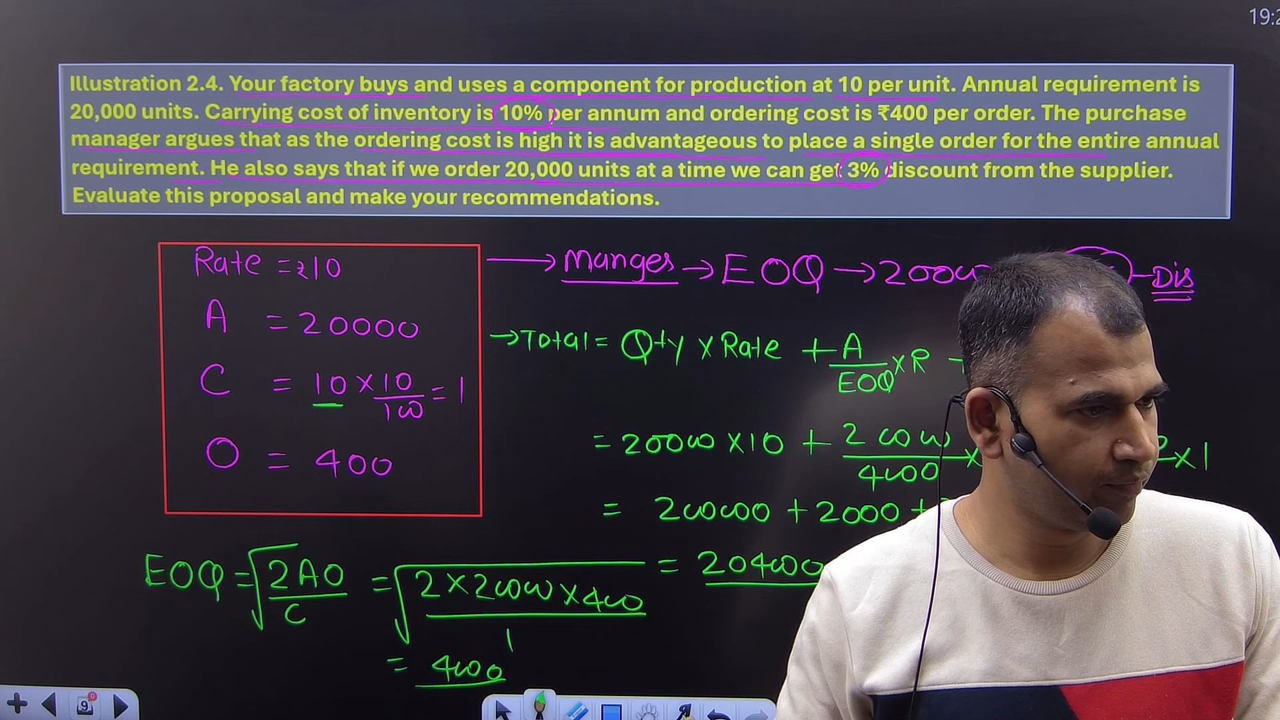 19:2
Illustration 2.4. Your factory buys and uses a component for production at 10 per unit. Annual requirement is
20,000 units. Carrying cost of inventory is 10% per annum and ordering cost is ₹400 per order. The purchase
manager argues that as the ordering cost is high it is advantageous to place a single order for the entire annual
requirement. He also says that if we order 20,000 units at a time we can get 3% discount from the supplier.
Evaluate this proposal and make your recommendations.
Rate = ₹10
A = 20000
C = 10 × 10/100 = 1
O = 400
→ Manges → EOQ → 20000 - Dis
→ Total = Qty × Rate + A/EOQ × R
= 20000 × 10 + 20000/4000 × × 1
= 200000 + 2000 +
= 204000
EOQ = √2AO/C = √2×20000×400/1
= 4000